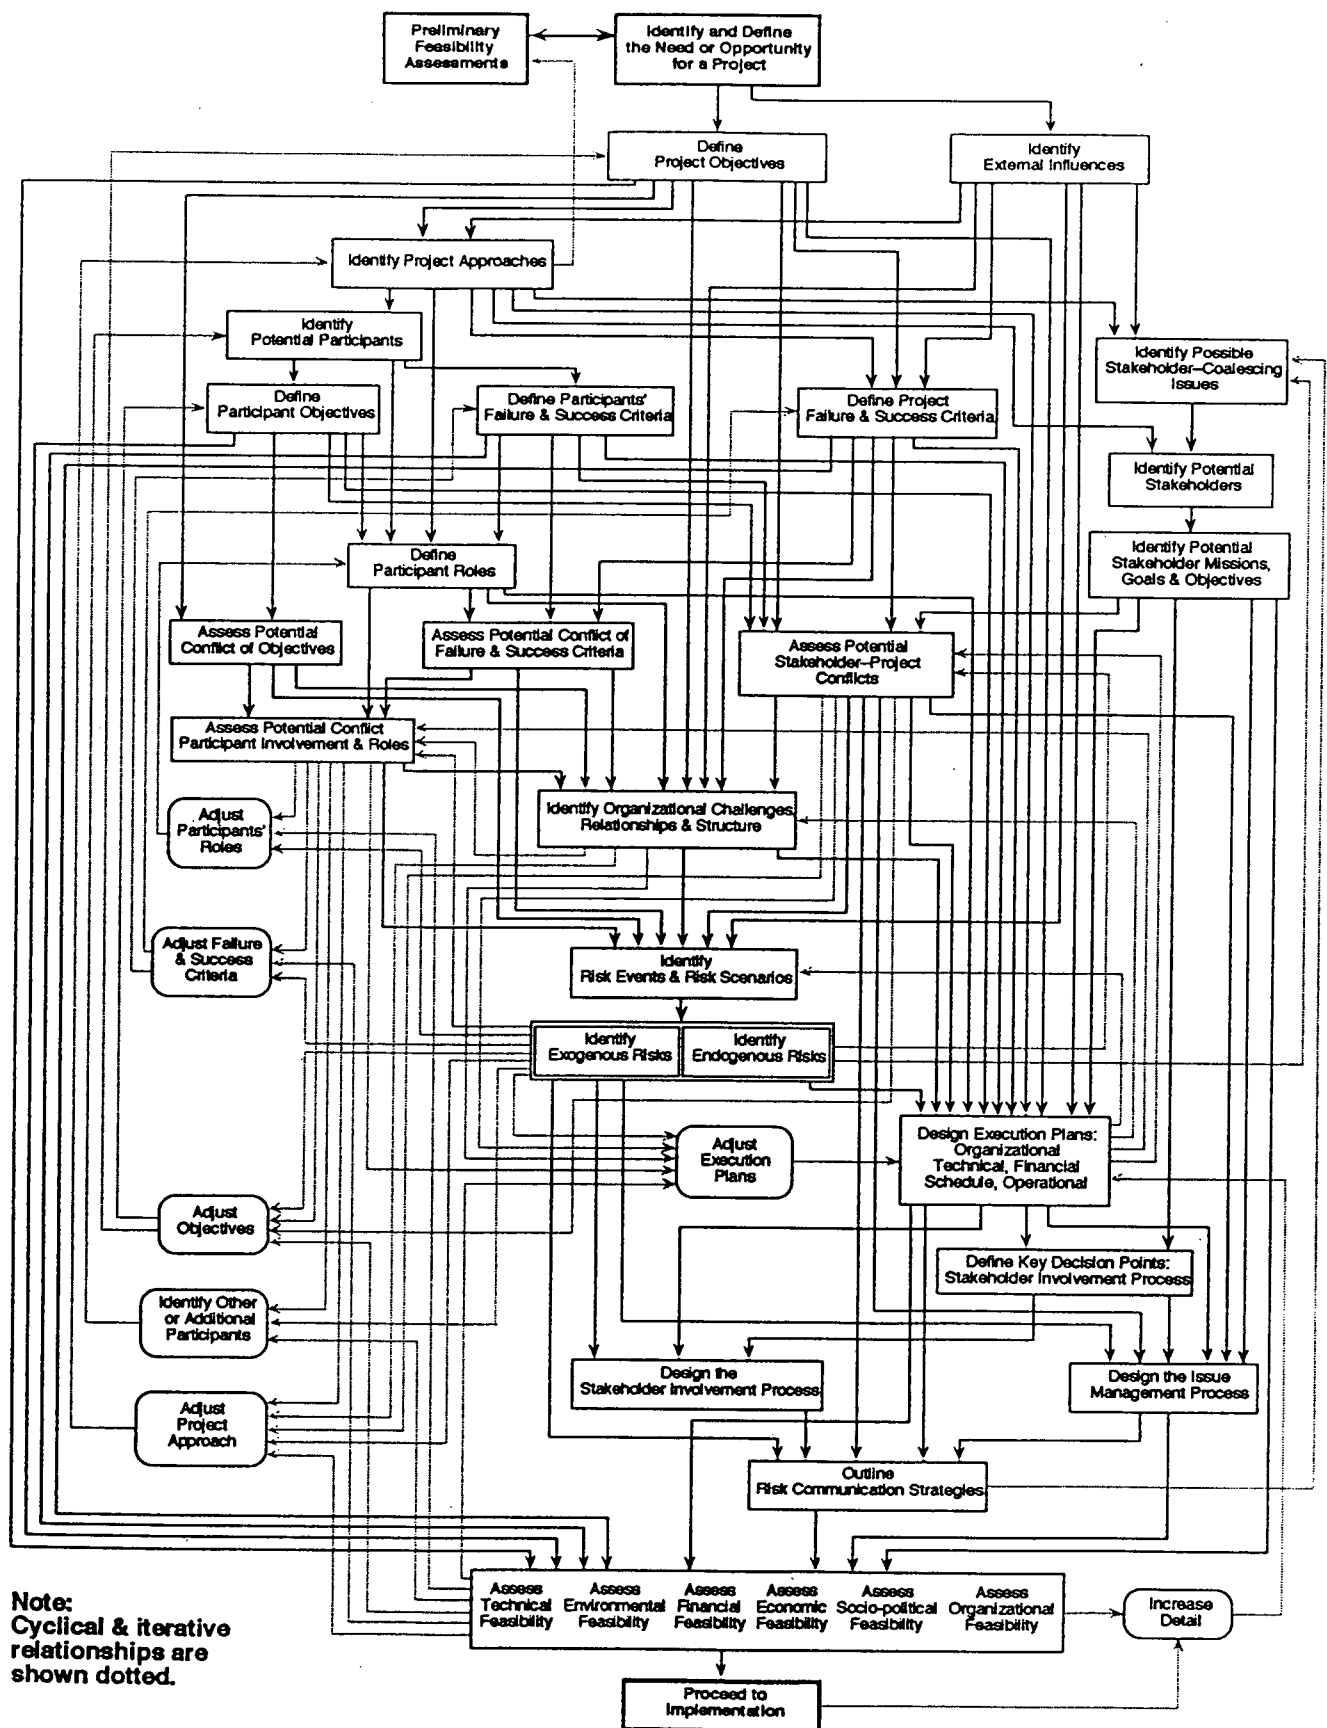 Preliminary
Feasibility
Assessments
Identify and Define
the Need or Opportunity
for a Project
Define
Project Objectives
Identify
External Influences
Identify Project Approaches
Identify
Potential Participants
Identify Possible
Stakeholder–Coalescing
Issues
Define
Participant Objectives
Define Participants'
Failure & Success Criteria
Define Project
Failure & Success Criteria
Identify Potential
Stakeholders
Define
Participant Roles
Identify Potential
Stakeholder Missions,
Goals & Objectives
Assess Potential
Conflict of Objectives
Assess Potential Conflict of
Failure & Success Criteria
Assess Potential
Stakeholder–Project
Conflicts
Assess Potential Conflict
Participant Involvement & Roles
Adjust
Participants'
Roles
Identify Organizational Challenges
Relationships & Structure
Adjust Failure
& Success
Criteria
Identify
Risk Events & Risk Scenarios
Identify
Exogenous Risks
Identify
Endogenous Risks
Adjust
Execution
Plans
Design Execution Plans:
Organizational
Technical, Financial
Schedule, Operational
Adjust
Objectives
Define Key Decision Points:
Stakeholder Involvement Process
Identify Other
or Additional
Participants
Design the
Stakeholder Involvement Process
Design the Issue
Management Process
Adjust
Project
Approach
Outline
Risk Communication Strategies
Assess
Technical
Feasibility
Assess
Environmental
Feasibility
Assess
Financial
Feasibility
Assess
Economic
Feasibility
Assess
Socio-political
Feasibility
Assess
Organizational
Feasibility
Increase
Detail
Note:
Cyclical & iterative
relationships are
shown dotted.
Proceed to
Implementation